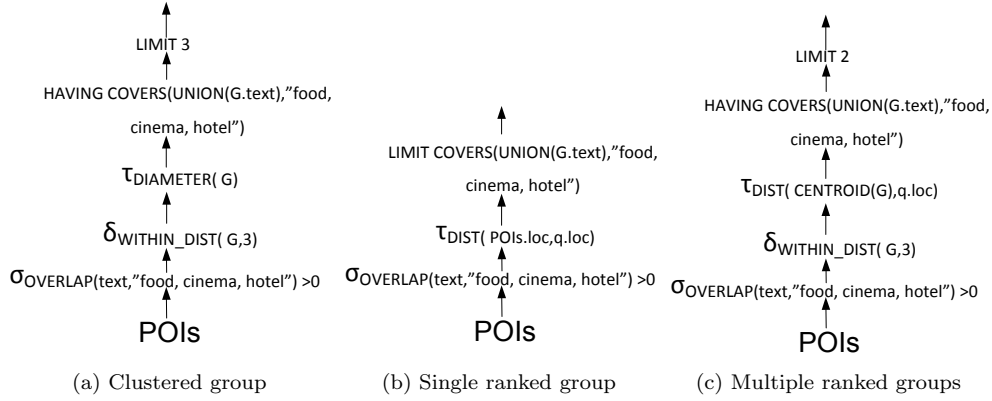 LIMIT 3
HAVING COVERS(UNION(G.text),”food,
cinema, hotel”)
τDIAMETER( G)
δWITHIN_DIST( G,3)
σOVERLAP(text,”food, cinema, hotel”) >0
POIs
(a) Clustered group
LIMIT COVERS(UNION(G.text),”food,
cinema, hotel”)
τDIST( POIs.loc,q.loc)
σOVERLAP(text,”food, cinema, hotel”) >0
POIs
(b) Single ranked group
LIMIT 2
HAVING COVERS(UNION(G.text),”food,
cinema, hotel”)
τDIST( CENTROID(G),q.loc)
δWITHIN_DIST( G,3)
σOVERLAP(text,”food, cinema, hotel”) >0
POIs
(c) Multiple ranked groups